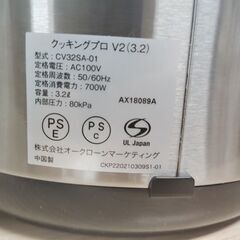 クッキングプロ V2(3.2)
型式：CV32SA-01
定格電圧：AC100V
定格周波数：50/60Hz
定格消費電力：700W
容量：3.2ℓ
内部圧力：80kPa
AX18089A
PS
E
PS
C
UL Japan
株式会社オークローンマーケティング
中国製
CKP220210309S1-01